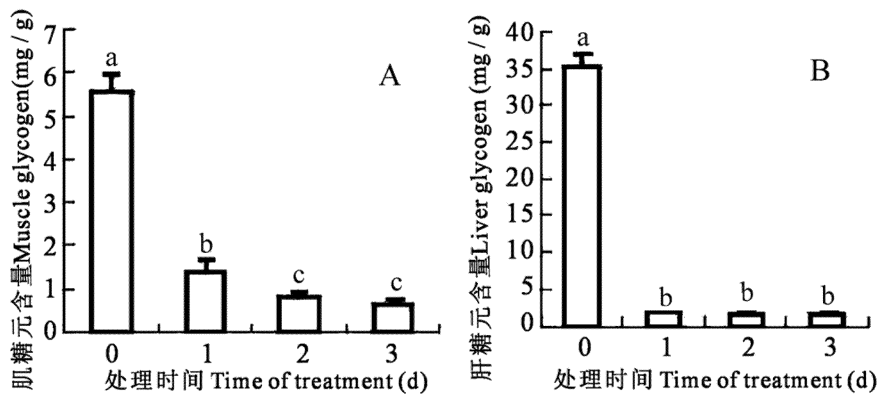 肌糖元含量Muscle glycogen(mg / g)
7
6
5
4
3
2
1
0
a
b
c
c
A
0 1 2 3
处理时间 Time of treatment (d)
肝糖元含量Liver glycogen (mg / g)
40
35
30
25
20
15
10
5
0
a
b
b
b
B
0 1 2 3
处理时间 Time of treatment (d)